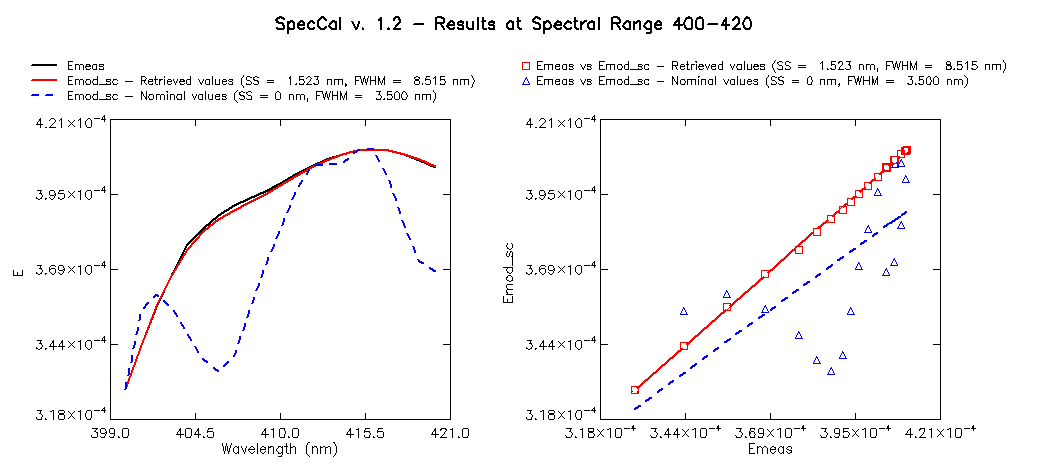 SpecCal v. 1.2 - Results at Spectral Range 400-420
Emeas
Emod_sc - Retrieved values (SS = 1.523 nm, FWHM = 8.515 nm)
Emod_sc - Nominal values (SS = 0 nm, FWHM = 3.500 nm)
4.21×10⁻⁴
3.95×10⁻⁴
3.69×10⁻⁴
3.44×10⁻⁴
3.18×10⁻⁴
E
399.0 404.5 410.0 415.5 421.0
Wavelength (nm)
Emeas vs Emod_sc - Retrieved values (SS = 1.523 nm, FWHM = 8.515 nm)
Emeas vs Emod_sc - Nominal values (SS = 0 nm, FWHM = 3.500 nm)
4.21×10⁻⁴
3.95×10⁻⁴
3.69×10⁻⁴
3.44×10⁻⁴
3.18×10⁻⁴
Emod_sc
3.18×10⁻⁴ 3.44×10⁻⁴ 3.69×10⁻⁴ 3.95×10⁻⁴ 4.21×10⁻⁴
Emeas